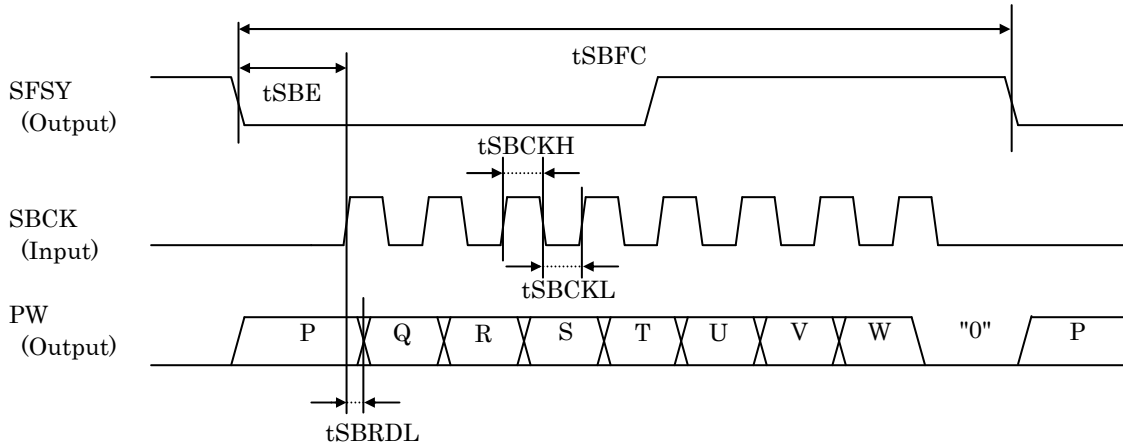 tSBFC
tSBE
SFSY
(Output)
tSBCKH
SBCK
(Input)
tSBCKL
PW
(Output)
P Q R S T U V W "0" P
tSBRDL